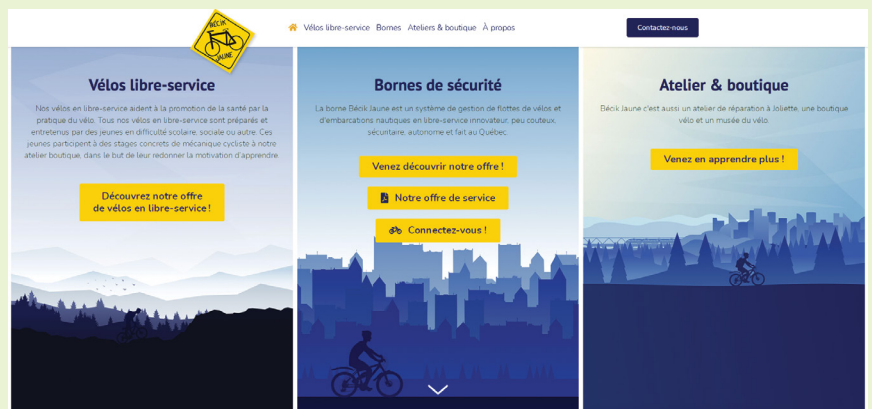 BÉCIK
JAUNE
Vélos libre-service Bornes Ateliers & boutique À propos
Contactez-nous
Vélos libre-service
Nos vélos en libre-service aident à la promotion de la santé par la
pratique du vélo. Tous nos vélos en libre-service sont préparés et
entretenus par des jeunes en difficulté scolaire, sociale ou autre. Ces
jeunes participent à des stages concrets de mécanique cycliste à notre
atelier boutique, dans le but de leur redonner la motivation d'apprendre.
Découvrez notre offre
de vélos en libre-service !
Bornes de sécurité
La borne Bécik Jaune est un système de gestion de flottes de vélos et
d'embarcations nautiques en libre-service innovateur, peu couteux,
sécuritaire, autonome et fait au Québec.
Venez découvrir notre offre !
Notre offre de service
Connectez-vous !
Atelier & boutique
Bécik Jaune c'est aussi un atelier de réparation à Joliette, une boutique
vélo et un musée du vélo.
Venez en apprendre plus !